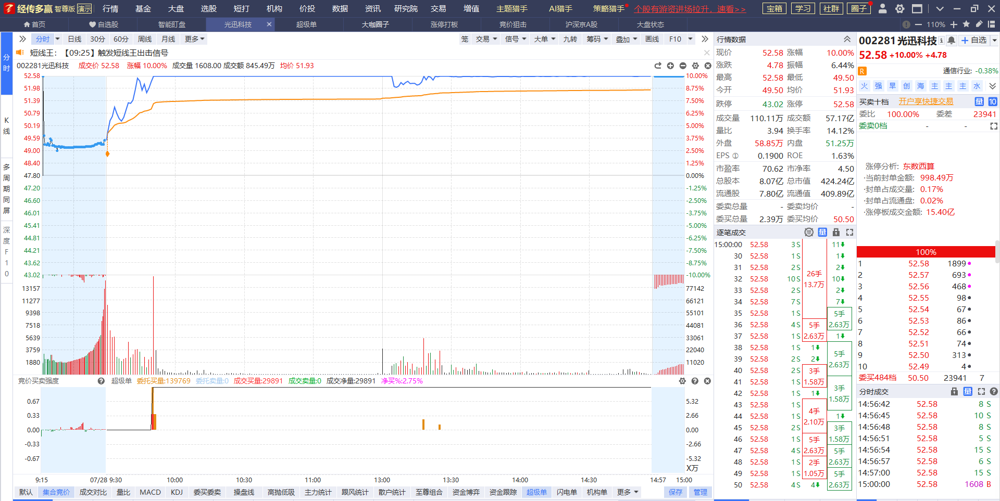 经传多赢 智尊版 演示 行情 基金 大盘 选股 短打 机构 价投 数据 资讯 研究院 交易 增值 主题猎手 AI猎手 策略猎手 个股有游资进场拉升，速看>> 宝箱 学习 社群 圈子
首页 自选股 智能盯盘 光迅科技 超级单 大咖圈子 涨停打板 竞价狙击 沪深京A股 大盘状态 110%
分时 日线 30分 60分 周线 月线 更多 笼 交易 信号 大单 九转 筹码 叠加 画线 F10
短线王：【09:25】触发短线王出击信号
002281光迅科技 成交价 52.58 涨幅 10.00% 成交量 1608.00 成交额 845.49万 均价 51.93
分时
K线
多周期同屏
深度F10
52.58 10.00%
51.98 8.75%
51.39 7.50%
50.79 6.25%
50.19 5.00%
49.59 3.75%
49.00 2.50%
48.40 1.25%
47.80 0.00%
47.20 -1.25%
46.60 -2.50%
46.01 -3.75%
45.41 -5.00%
44.81 -6.25%
44.21 -7.50%
43.62 -8.75%
43.02 -10.00%
13157 77142
11277 66121
9398 55101
7518 44081
5639 33061
3759 22040
1880 11020
竞价买卖强度 超级单 委托买量:139769 委托卖量:0 成交买量:29891 成交卖量:0 成交净量:29891 净买%:2.75%
0.67 5.32
0.33 2.66
0.00 0.00
-0.33 -2.66
-0.67 -5.32
X万
9:15 07/28 9:30 10:00 10:30 11:00 13:00 13:30 14:00 14:30 14:57 15:00
默认 集合竞价 成交对比 量比 MACD KDJ 委买委卖 操盘线 高抛低吸 主力统计 跟风统计 散户统计 至尊组合 资金博弈 资金跟踪 超级单 闪电单 机构单 更多 保存 管理
行情数据
现价 52.58 涨幅 10.00%
涨跌 4.78 振幅 6.44%
最高 52.58 最低 49.50
今开 49.50 均价 51.93
跌停 43.02 涨停 52.58
成交量 110.11万 成交额 57.17亿
量比 3.94 换手率 14.12%
外盘 58.85万 内盘 51.25万
EPS ① 0.1900 ROE 1.63%
市盈率 70.62 市净率 4.50
总股本 8.07亿 总市值 424.24亿
流通股 7.80亿 流通值 409.89亿
委卖总量 - 委卖均价 -
委买总量 2.39万 委买均价 50.50
逐笔成交 单 量
15:00:00 52.58 3 S 11
30 52.58 1 S 1
31 52.58 2 S 2
32 52.58 10 S 10
33 52.58 2 S 2
34 52.58 7 S 7
35 52.58 1 S
36 52.58 4 S
37 52.58 1 S 1
38 52.58 1 S 1
39 52.58 2 S 2
40 52.58 2 S
41 52.58 1 S
42 52.58 1 S 1
43 52.58 1 S
44 52.58 1 S 1
45 52.58 2 S
46 52.58 1 S
47 52.58 4 S
48 52.58 1 S
49 52.58 1 S
50 52.58 4 S 4
26手
13.7万
5手
2.63万
3手
1.58万
4手
2.10万
5手
2.63万
2手
1.05万
5手
2.63万
5手
2.63万
3手
1.58万
3手
1.58万
5手
2.63万
5手
2.63万
002281 光迅科技 自选
52.58 +10.00% +4.78
R 通信行业: -0.38%
火 强 早 创 海 主 主 主 水
买卖十档 开户享快捷交易 量 10
委比 100.00% 委差 23941
委卖0档 - -
涨停分析: 东数西算
·当前封单金额: 998.49万
·封单占成交量: 0.17%
·封单占流通盘: 0.02%
·涨停板成交金额: 15.40亿
100%
1 52.58 1899
2 52.57 693
3 52.56 468
4 52.55 98
5 52.54 67
6 52.53 86
7 52.52 66
8 52.51 74
9 52.50 313
10 52.49 4
委买484档 50.50 23941 7
分时成交 量
14:56:42 52.58 8 S
14:56:45 52.58 10 S
14:56:48 52.58 8 S
14:56:51 52.58 5 S
14:56:54 52.58 15 S
14:56:57 52.58 6 S
14:57:00 52.58 15 S
15:00:00 52.58 1608 B